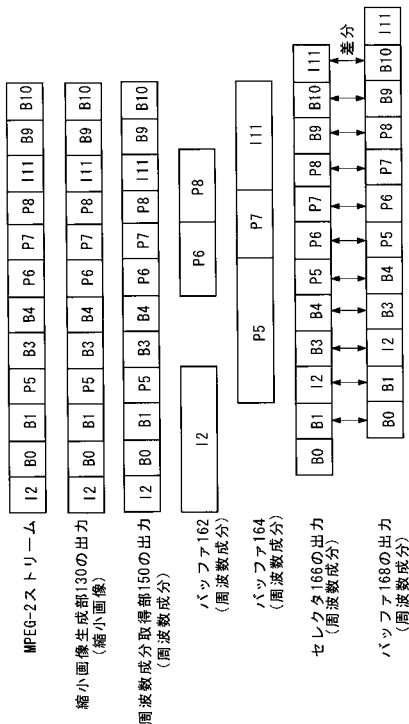 MPEG-2ストリーム
I2 B0 B1 P5 B3 B4 P6 P7 P8 I11 B9 B10
縮小画像生成部130の出力
(縮小画像)
I2 B0 B1 P5 B3 B4 P6 P7 P8 I11 B9 B10
周波数成分取得部150の出力
(周波数成分)
I2 B0 B1 P5 B3 B4 P6 P7 P8 I11 B9 B10
バッファ162
(周波数成分)
I2 P6 P8
バッファ164
(周波数成分)
P5 P7 I11
セレクタ166の出力
(周波数成分)
B0 B1 I2 B3 B4 P5 P6 P7 P8 B9 B10 I11
差分
バッファ168の出力
(周波数成分)
B0 B1 I2 B3 B4 P5 P6 P7 P8 B9 B10 I11